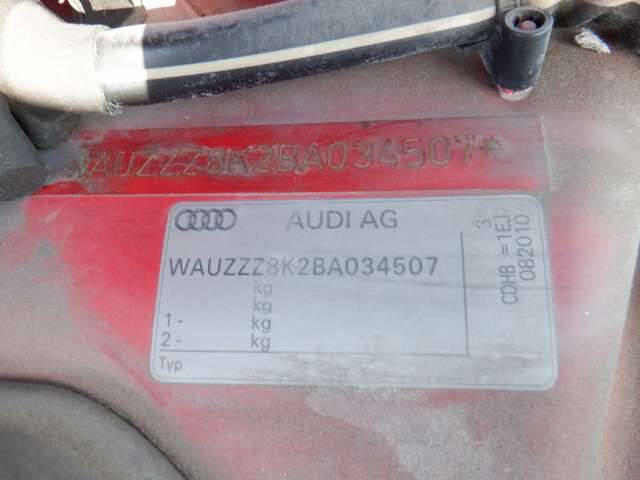 WAUZZZ8K2BA034507*
AUDI AG
WAUZZZ8K2BA034507
kg
kg
1 - kg
2 - kg
Typ
3
CDHB = 1EJ
082010